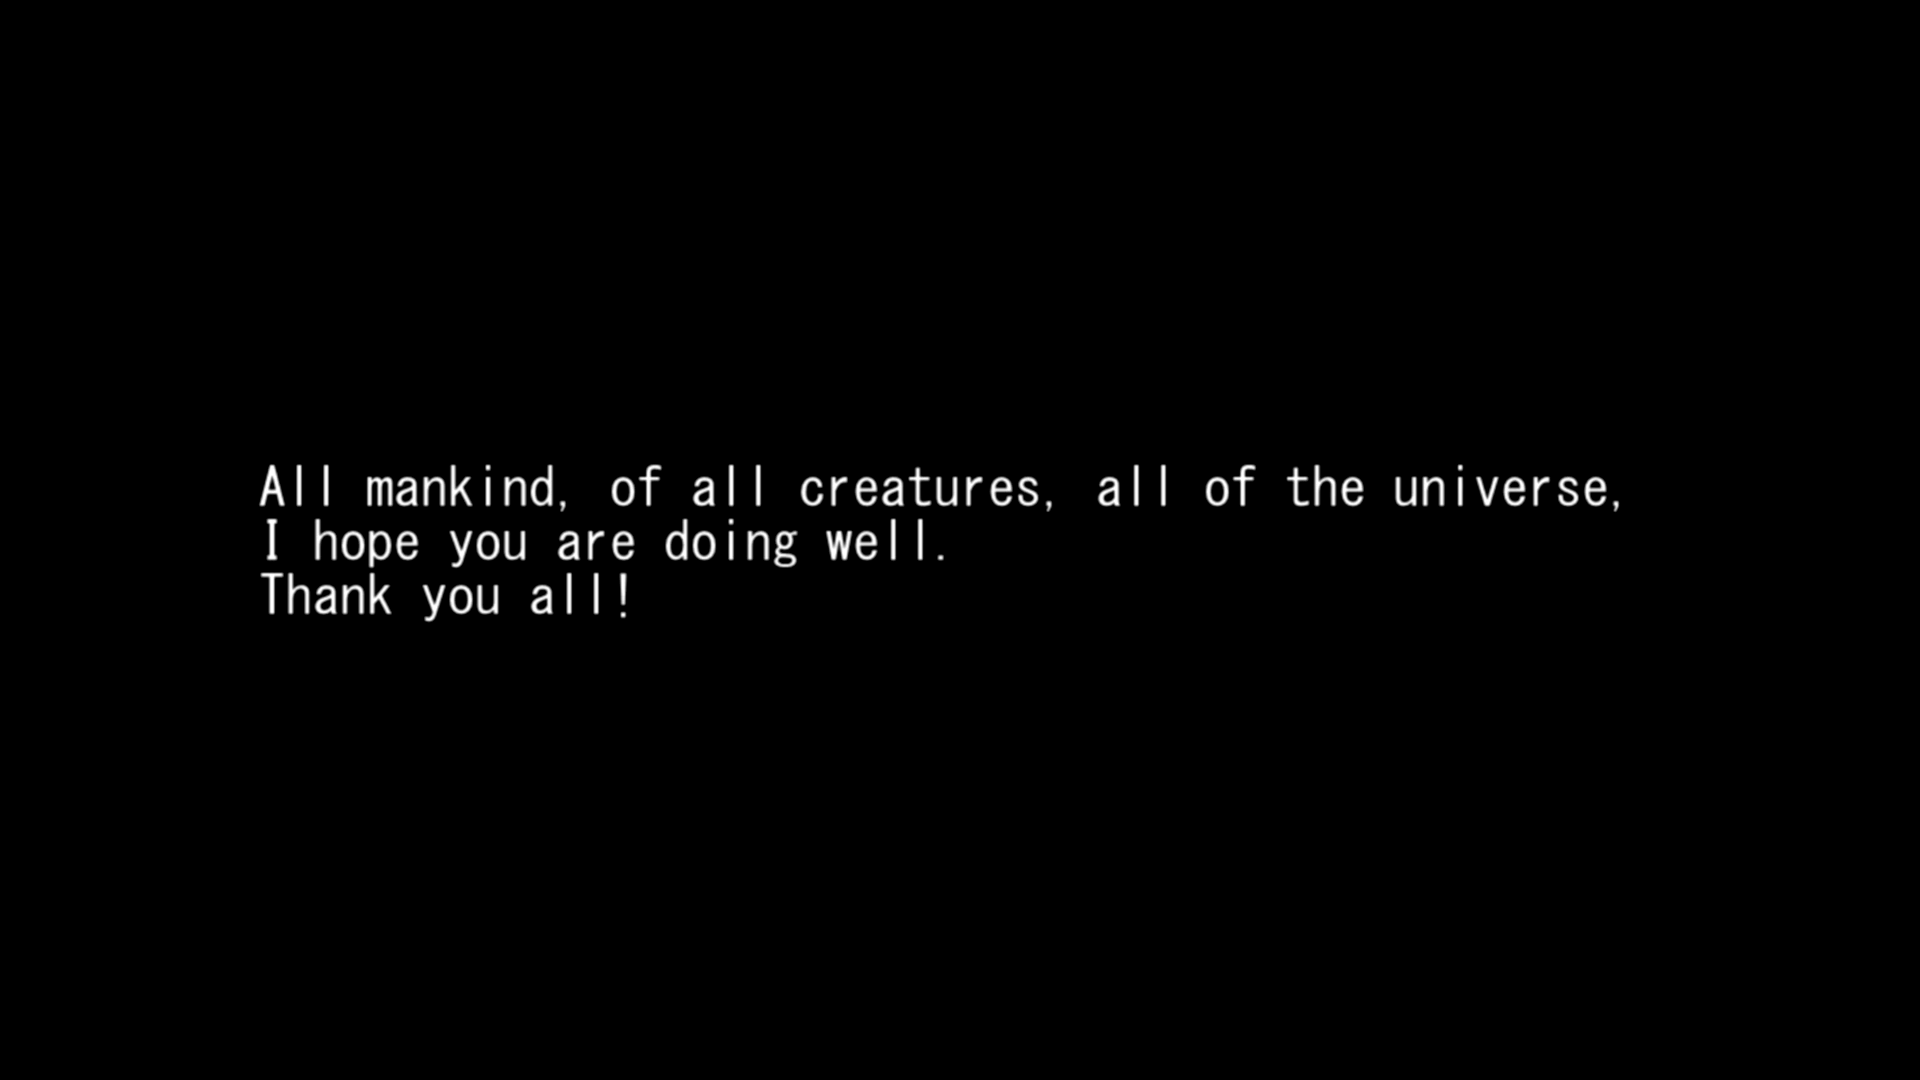 All mankind, of all creatures, all of the universe,
I hope you are doing well.
Thank you all!